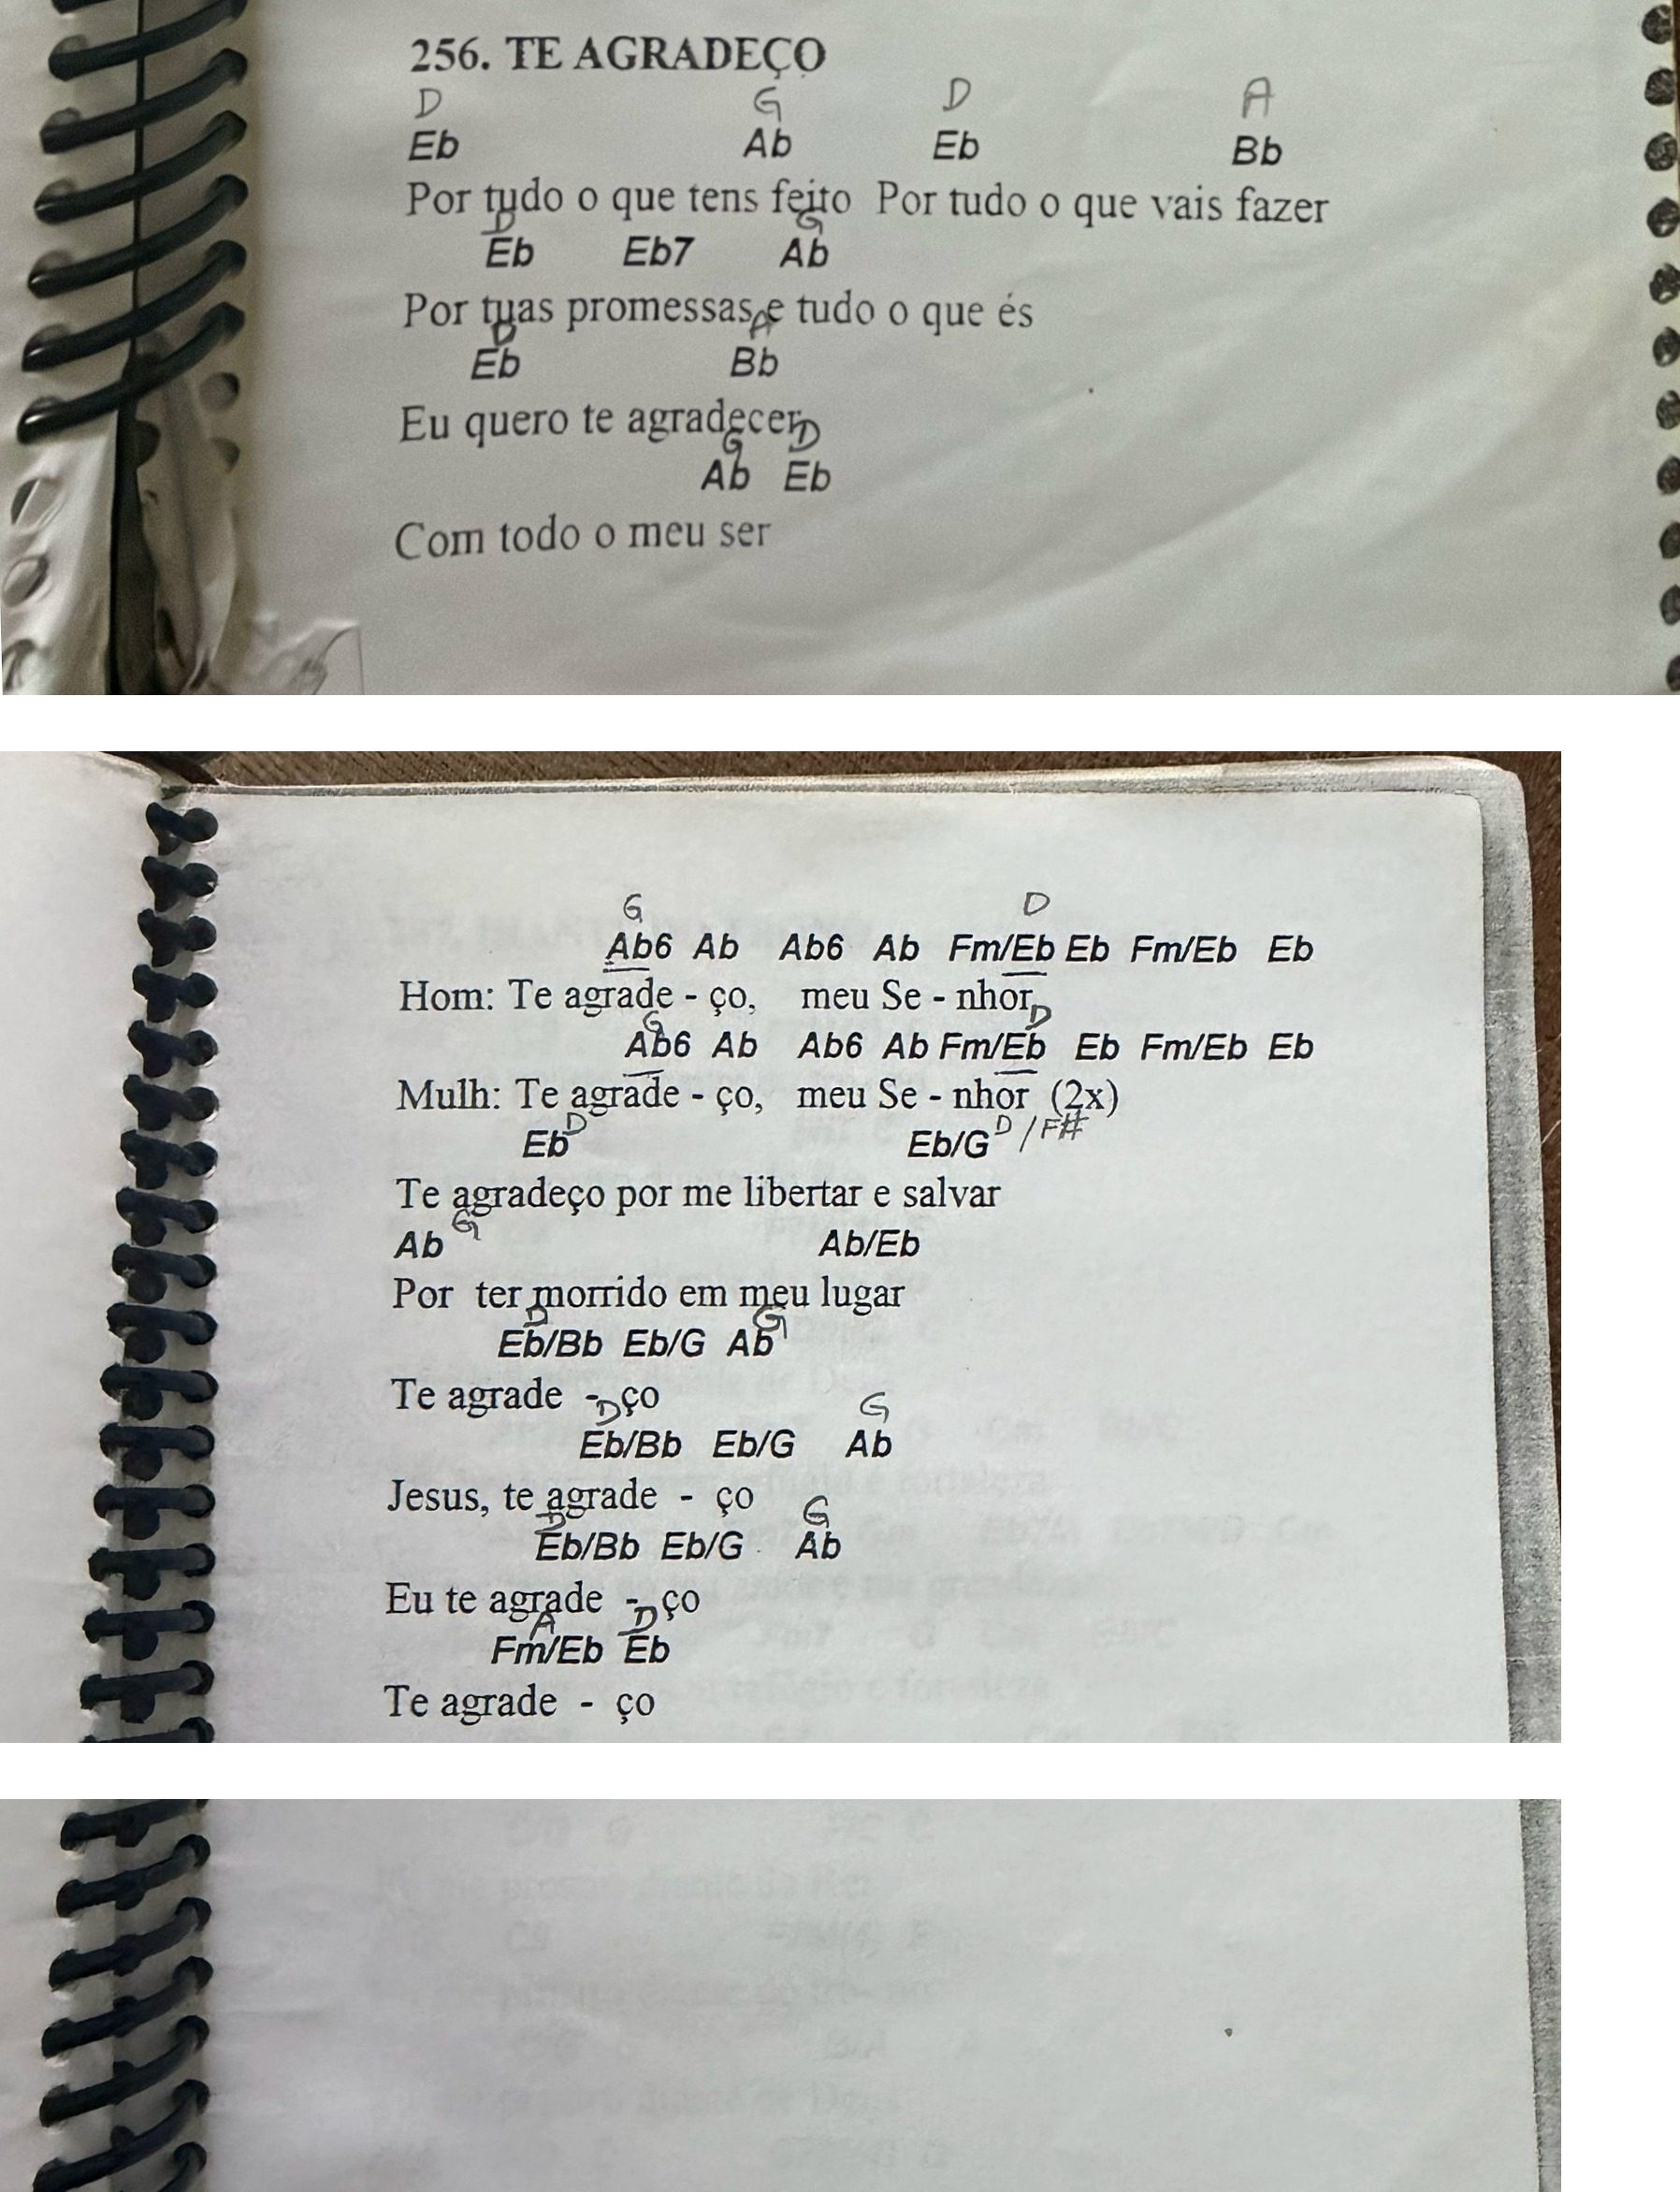 256. TE AGRADEÇO
D G D A
Eb Ab Eb Bb
Por tudo o que tens feito Por tudo o que vais fazer
D G
Eb Eb7 Ab
Por tuas promessas e tudo o que és
D A
Eb Bb
Eu quero te agradecer
G D
Ab Eb
Com todo o meu ser
G D
Ab6 Ab Ab6 Ab Fm/Eb Eb Fm/Eb Eb
Hom: Te agrade - ço, meu Se - nhor
G D
Ab6 Ab Ab6 Ab Fm/Eb Eb Fm/Eb Eb
Mulh: Te agrade - ço, meu Se - nhor (2x)
D D/F#
Eb Eb/G
Te agradeço por me libertar e salvar
G
Ab Ab/Eb
Por ter morrido em meu lugar
D G
Eb/Bb Eb/G Ab
Te agrade - ço
D G
Eb/Bb Eb/G Ab
Jesus, te agrade - ço
D G
Eb/Bb Eb/G Ab
Eu te agrade - ço
A D
Fm/Eb Eb
Te agrade - ço